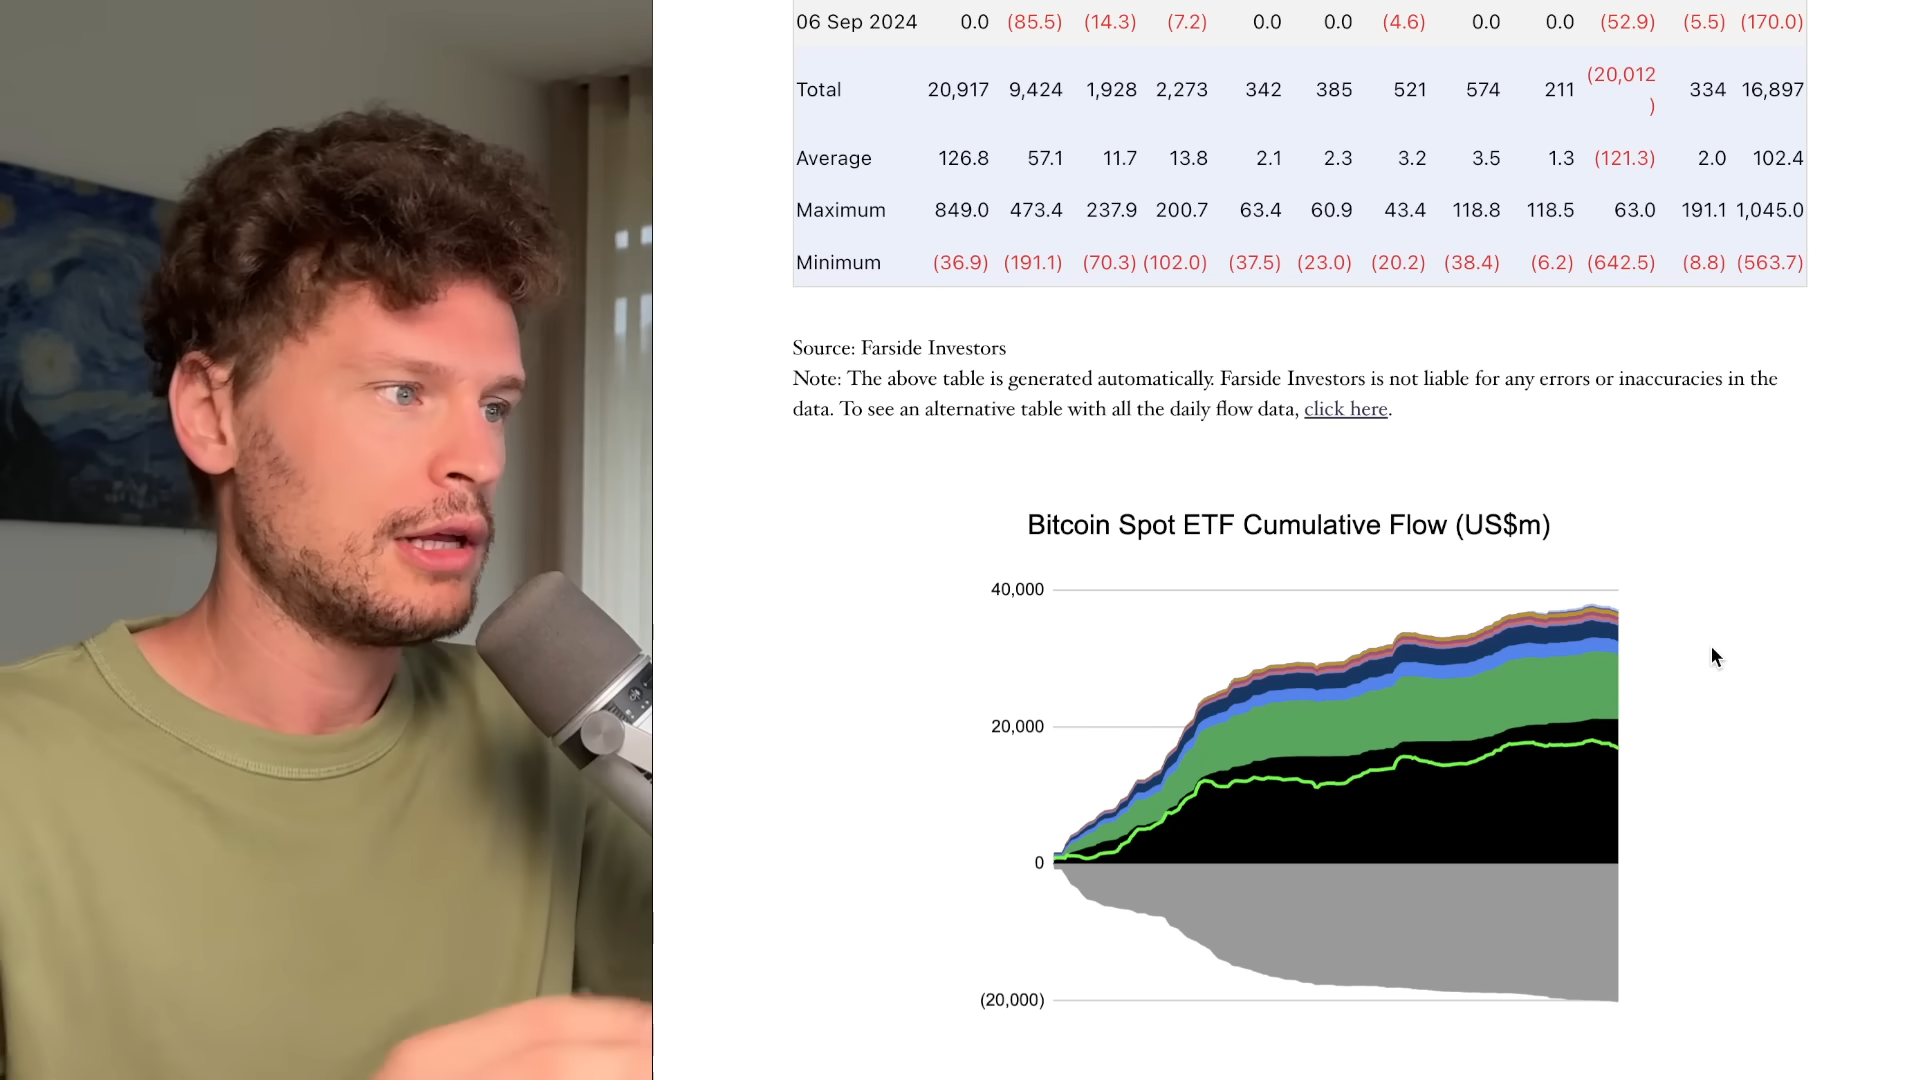 06 Sep 2024 0.0 (85.5) (14.3) (7.2) 0.0 0.0 (4.6) 0.0 0.0 (52.9) (5.5) (170.0)
Total 20,917 9,424 1,928 2,273 342 385 521 574 211 (20,012) 334 16,897
Average 126.8 57.1 11.7 13.8 2.1 2.3 3.2 3.5 1.3 (121.3) 2.0 102.4
Maximum 849.0 473.4 237.9 200.7 63.4 60.9 43.4 118.8 118.5 63.0 191.1 1,045.0
Minimum (36.9) (191.1) (70.3) (102.0) (37.5) (23.0) (20.2) (38.4) (6.2) (642.5) (8.8) (563.7)
Source: Farside Investors
Note: The above table is generated automatically. Farside Investors is not liable for any errors or inaccuracies in the
data. To see an alternative table with all the daily flow data, click here.
Bitcoin Spot ETF Cumulative Flow (US$m)
40,000
20,000
0
(20,000)